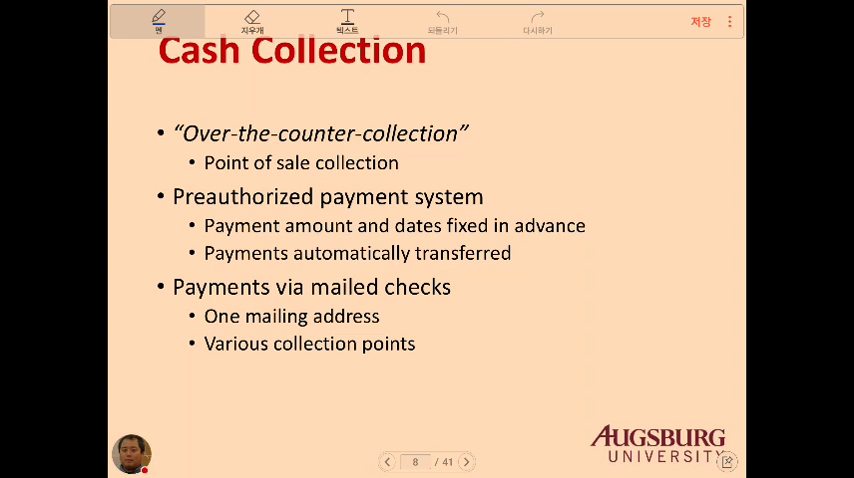 펜 지우개 텍스트 되돌리기 다시하기 저장
Cash Collection
• “Over-the-counter-collection”
• Point of sale collection
• Preauthorized payment system
• Payment amount and dates fixed in advance
• Payments automatically transferred
• Payments via mailed checks
• One mailing address
• Various collection points
AUGSBURG
UNIVERSITY
8 / 41